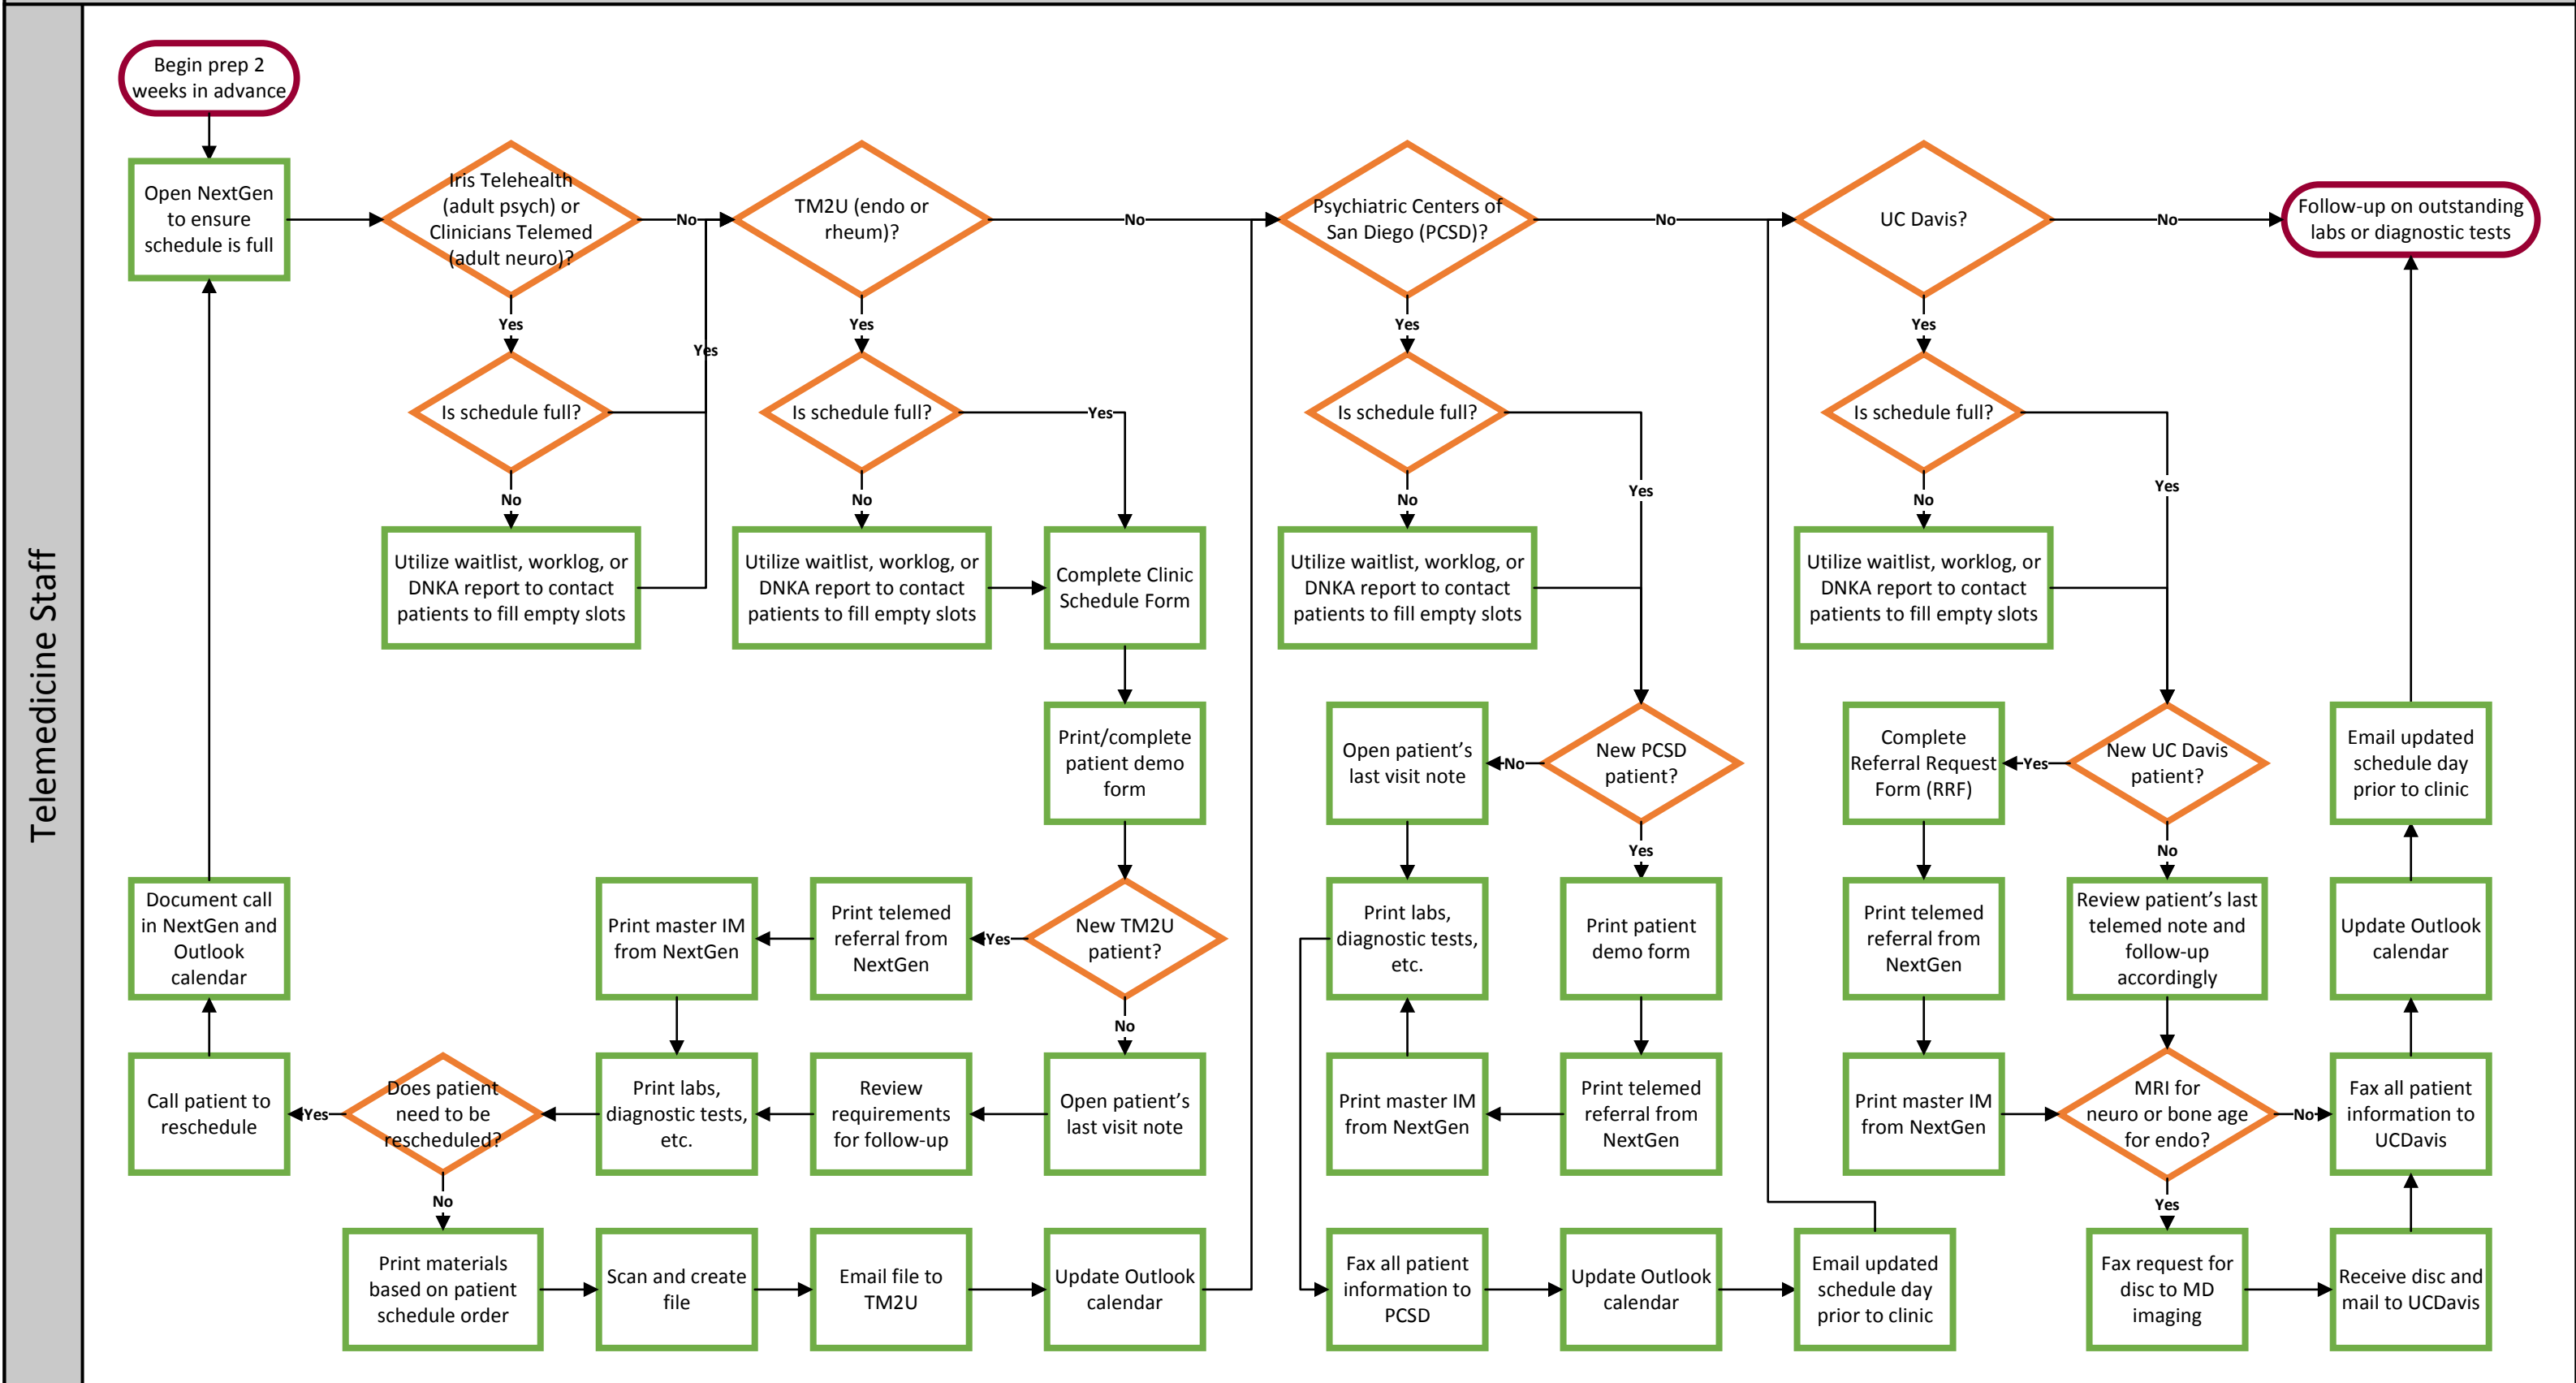 Telemedicine Staff
Begin prep 2
weeks in advance
Open NextGen
to ensure
schedule is full
Iris Telehealth
(adult psych) or
Clinicians Telemed
(adult neuro)?
No
TM2U (endo or
rheum)?
No
Psychiatric Centers of
San Diego (PCSD)?
No
UC Davis?
No
Follow-up on outstanding
labs or diagnostic tests
Yes
Yes
Yes
Yes
Yes
Is schedule full?
Is schedule full?
Yes
Is schedule full?
Is schedule full?
No
No
No
Yes
No
Yes
Utilize waitlist, worklog, or
DNKA report to contact
patients to fill empty slots
Utilize waitlist, worklog, or
DNKA report to contact
patients to fill empty slots
Complete Clinic
Schedule Form
Utilize waitlist, worklog, or
DNKA report to contact
patients to fill empty slots
Utilize waitlist, worklog, or
DNKA report to contact
patients to fill empty slots
Print/complete
patient demo
form
Open patient's
last visit note
No
New PCSD
patient?
Complete
Referral Request
Form (RRF)
Yes
New UC Davis
patient?
Email updated
schedule day
prior to clinic
Yes
No
Document call
in NextGen and
Outlook
calendar
Print master IM
from NextGen
Print telemed
referral from
NextGen
Yes
New TM2U
patient?
Print labs,
diagnostic tests,
etc.
Print patient
demo form
Print telemed
referral from
NextGen
Review patient's last
telemed note and
follow-up
accordingly
Update Outlook
calendar
No
Call patient to
reschedule
Yes
Does patient
need to be
rescheduled?
Print labs,
diagnostic tests,
etc.
Review
requirements
for follow-up
Open patient's
last visit note
Print master IM
from NextGen
Print telemed
referral from
NextGen
Print master IM
from NextGen
MRI for
neuro or bone age
for endo?
No
Fax all patient
information to
UCDavis
No
Yes
Print materials
based on patient
schedule order
Scan and create
file
Email file to
TM2U
Update Outlook
calendar
Fax all patient
information to
PCSD
Update Outlook
calendar
Email updated
schedule day
prior to clinic
Fax request for
disc to MD
imaging
Receive disc and
mail to UCDavis